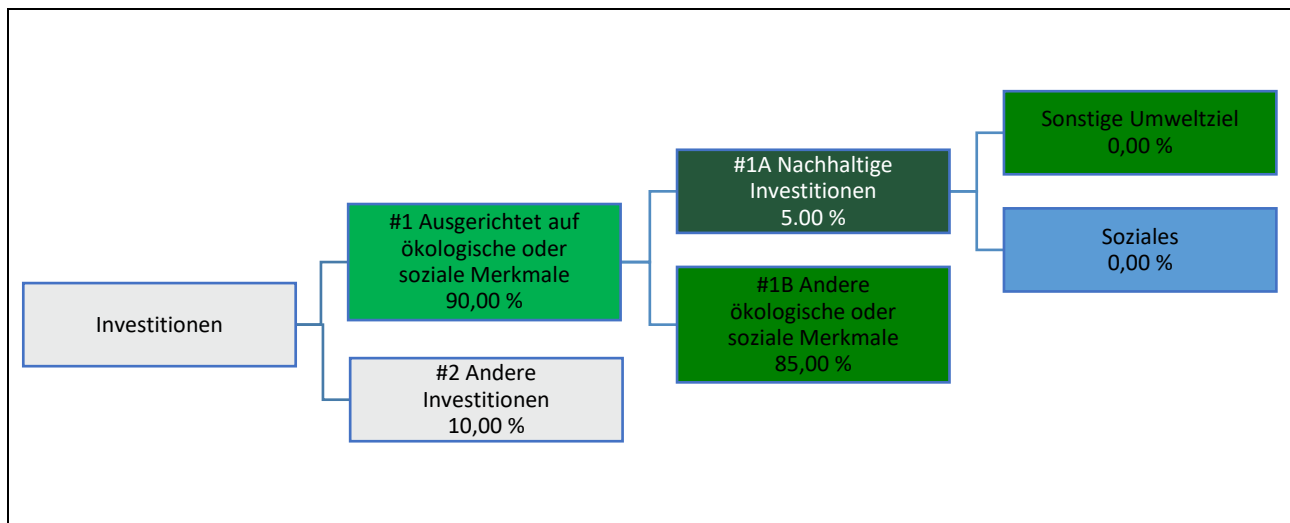 Investitionen
#1 Ausgerichtet auf
ökologische oder
soziale Merkmale
90,00 %
#2 Andere
Investitionen
10,00 %
#1A Nachhaltige
Investitionen
5.00 %
#1B Andere
ökologische oder
soziale Merkmale
85,00 %
Sonstige Umweltziel
0,00 %
Soziales
0,00 %